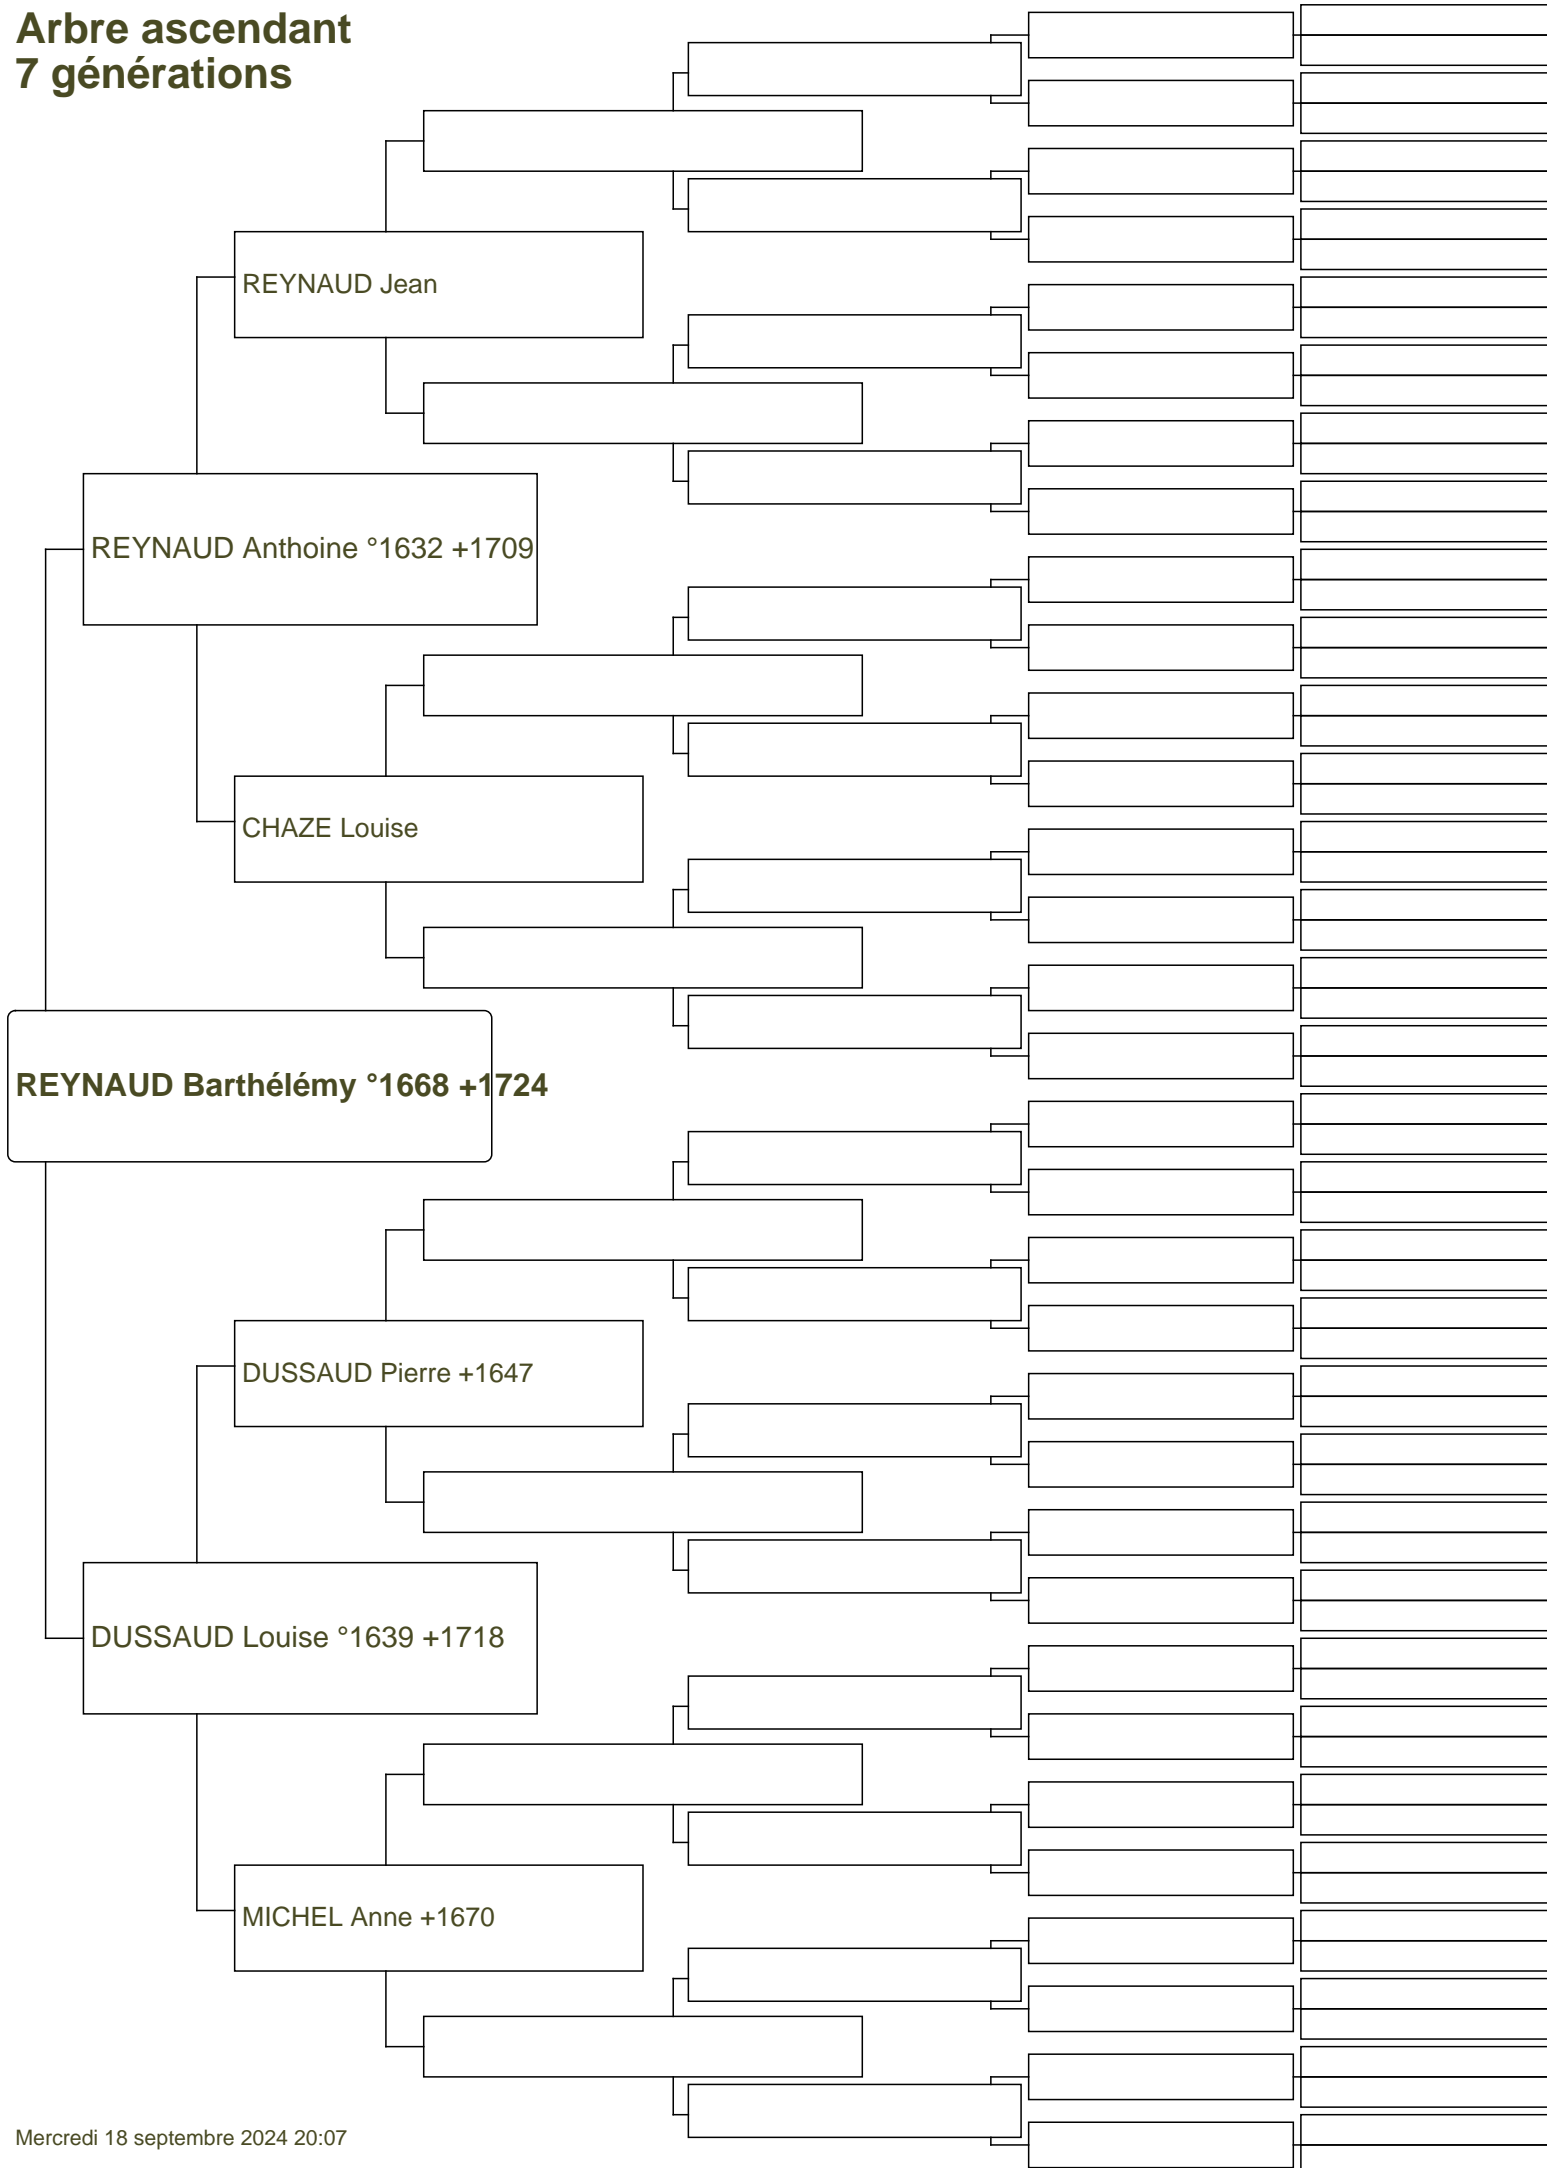 Arbre ascendant
7 générations
REYNAUD Jean
REYNAUD Anthoine °1632 +1709
CHAZE Louise
REYNAUD Barthélémy °1668 +1724
DUSSAUD Pierre +1647
DUSSAUD Louise °1639 +1718
MICHEL Anne +1670
Mercredi 18 septembre 2024 20:07